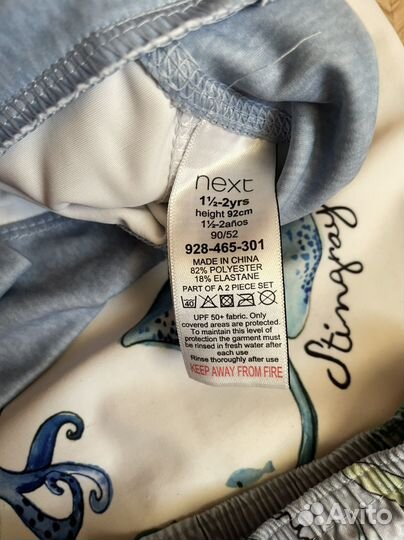 next
1½-2yrs
height 92cm
1½-2años
90/52
928-465-301
MADE IN CHINA
82% POLYESTER
18% ELASTANE
PART OF A 2 PIECE SET
40
UPF 50+ fabric. Only
covered areas are protected.
To maintain this level of
protection the garment must
be rinsed in fresh water after
each use
Rinse thoroughly after use
KEEP AWAY FROM FIRE
Stingray
Avito